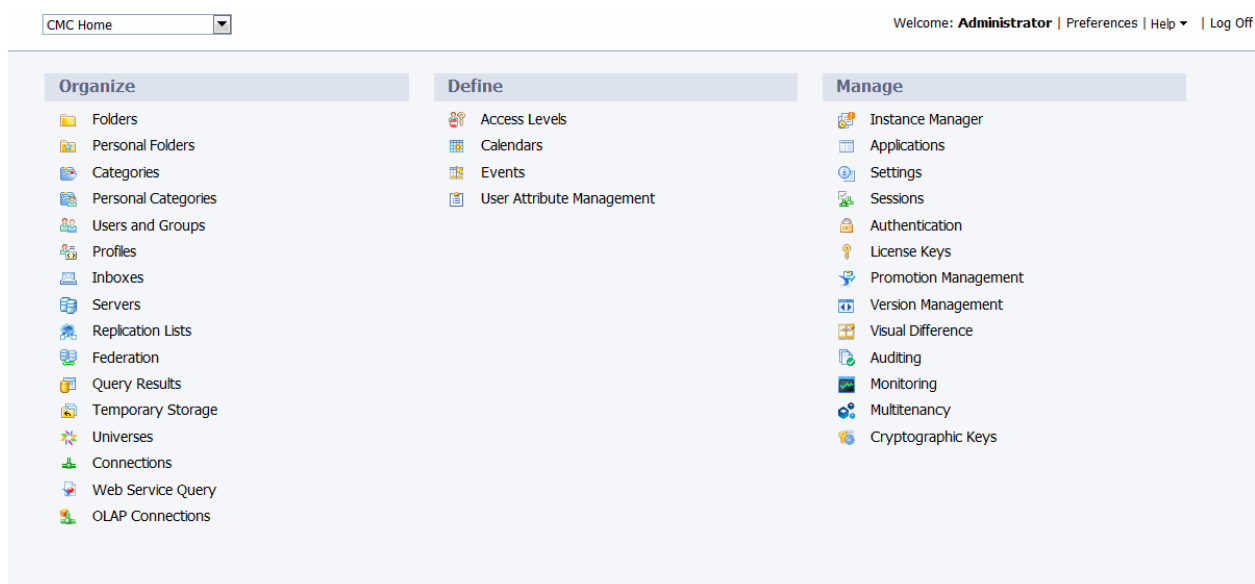 CMC Home
Welcome: Administrator | Preferences | Help | Log Off
Organize
Folders
Personal Folders
Categories
Personal Categories
Users and Groups
Profiles
Inboxes
Servers
Replication Lists
Federation
Query Results
Temporary Storage
Universes
Connections
Web Service Query
OLAP Connections
Define
Access Levels
Calendars
Events
User Attribute Management
Manage
Instance Manager
Applications
Settings
Sessions
Authentication
License Keys
Promotion Management
Version Management
Visual Difference
Auditing
Monitoring
Multitenancy
Cryptographic Keys